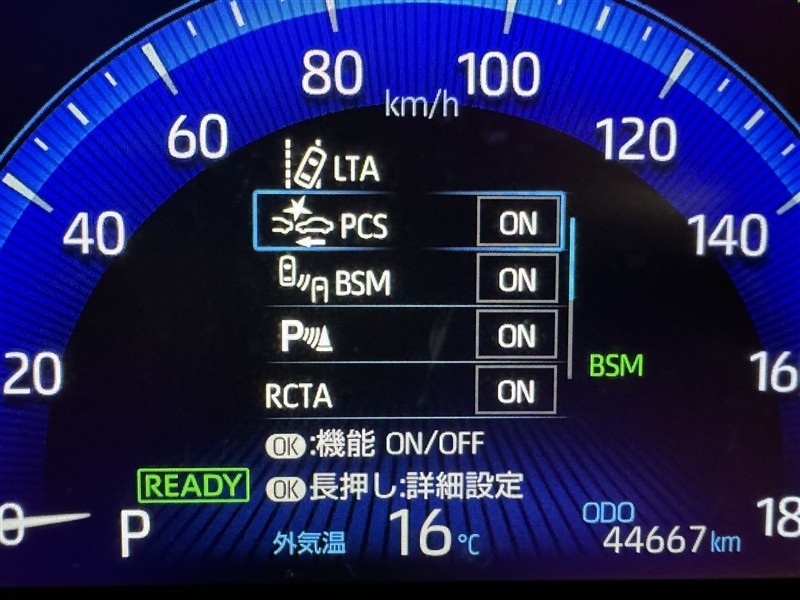 80 100
km/h
60 120
LTA
40 PCS ON 140
BSM ON
P ON
20 BSM 16
RCTA ON
OK:機能 ON/OFF
READY OK長押し:詳細設定
0 P 外気温 16℃ ODO 18
44667km